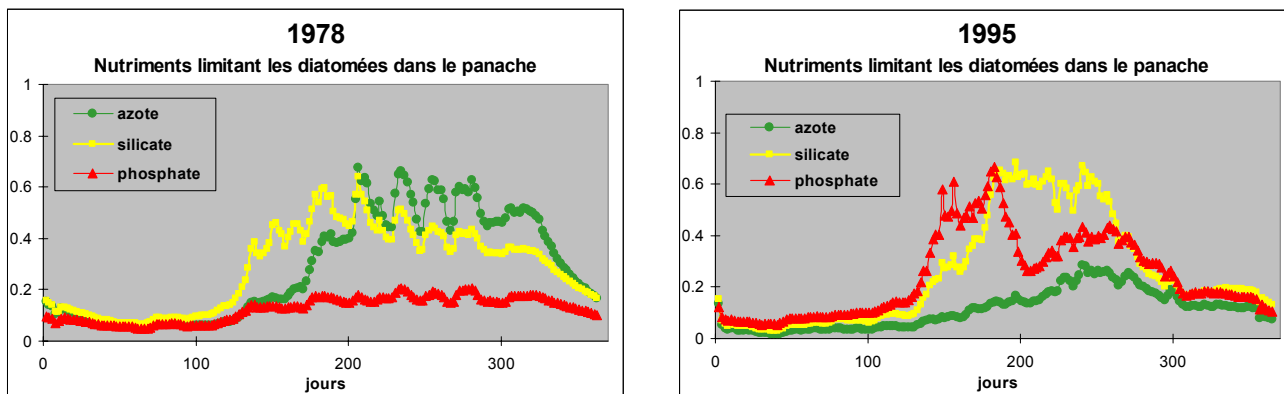 1978
Nutriments limitant les diatomées dans le panache
1
0.8
0.6
0.4
0.2
0
azote
silicate
phosphate
0 100 200 300
jours
1995
Nutriments limitant les diatomées dans le panache
1
0.8
0.6
0.4
0.2
0
azote
silicate
phosphate
0 100 200 300
jours